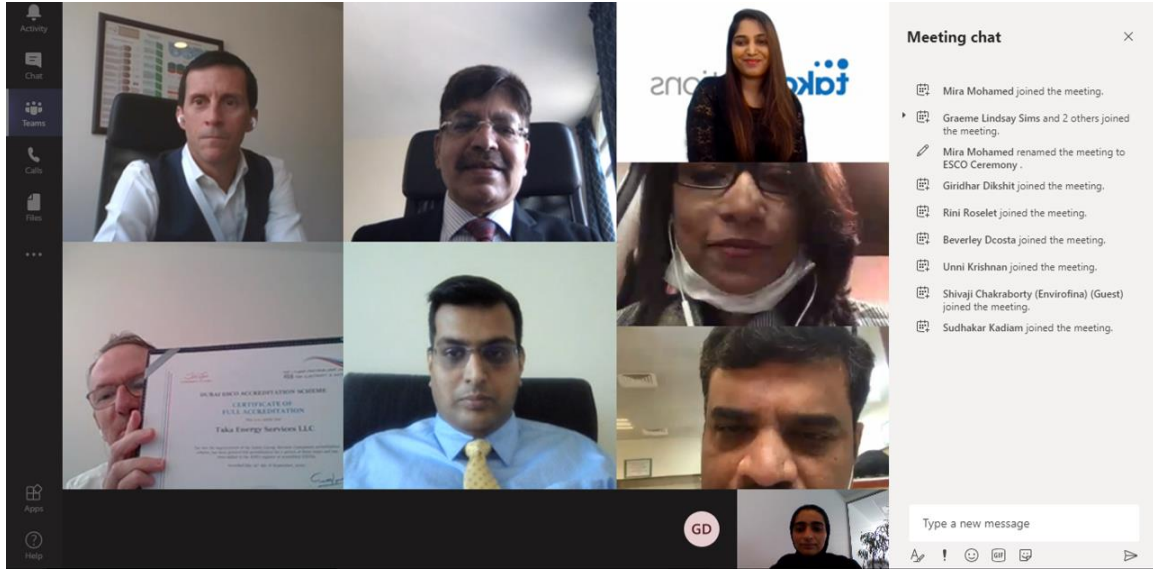 Activity
Chat
Teams
Calls
Files
Apps
Help
DUBAI ESCO ACCREDITATION SCHEME
CERTIFICATE OF
FULL ACCREDITATION
Taka Energy Services LLC
taka
GD
Meeting chat
Mira Mohamed joined the meeting.
Graeme Lindsay Sims and 2 others joined
the meeting.
Mira Mohamed renamed the meeting to
ESCO Ceremony .
Giridhar Dikshit joined the meeting.
Rini Roselet joined the meeting.
Beverley Dcosta joined the meeting.
Unni Krishnan joined the meeting.
Shivaji Chakraborty (Envirofina) (Guest)
joined the meeting.
Sudhakar Kadiam joined the meeting.
Type a new message
GIF